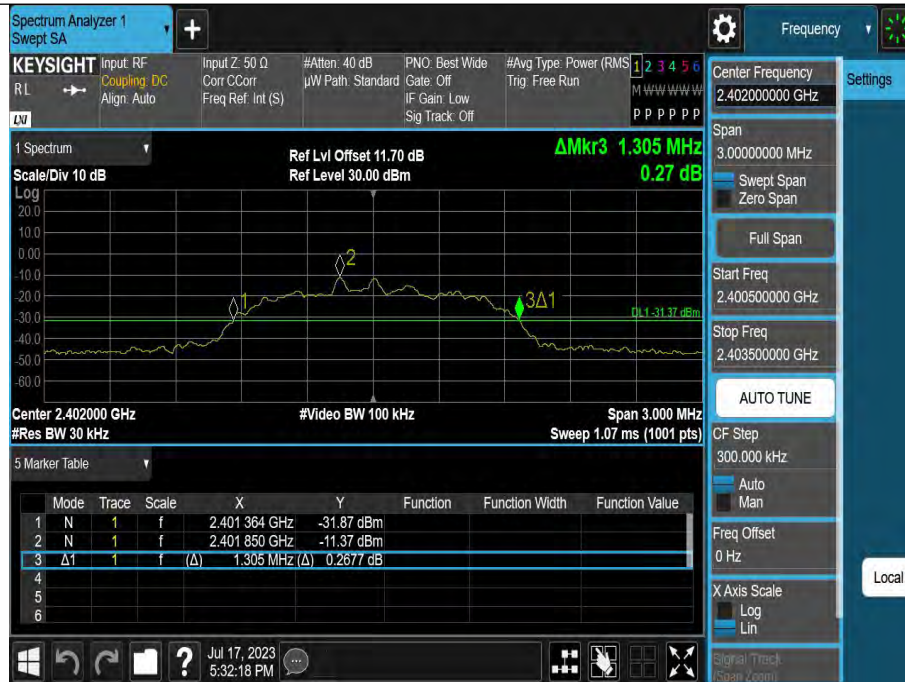 Spectrum Analyzer 1
Swept SA
+
Frequency
KEYSIGHT
RL
LXI
Input: RF
Coupling: DC
Align: Auto
Input Z: 50 Ω
Corr CCorr
Freq Ref: Int (S)
#Atten: 40 dB
µW Path: Standard
PNO: Best Wide
Gate: Off
IF Gain: Low
Sig Track: Off
#Avg Type: Power (RMS
Trig: Free Run
1 2 3 4 5 6
M W W W W W
P P P P P P
1 Spectrum
Scale/Div 10 dB
Ref Lvl Offset 11.70 dB
Ref Level 30.00 dBm
ΔMkr3 1.305 MHz
0.27 dB
Log
20.0
10.0
0.00
-10.0
-20.0
-30.0
-40.0
-50.0
-60.0
1
2
3Δ1
DL1 -31.37 dBm
Center 2.402000 GHz
#Video BW 100 kHz
Span 3.000 MHz
#Res BW 30 kHz
Sweep 1.07 ms (1001 pts)
5 Marker Table
Mode Trace Scale X Y Function Function Width Function Value
1 N 1 f 2.401 364 GHz -31.87 dBm
2 N 1 f 2.401 850 GHz -11.37 dBm
3 Δ1 1 f (Δ) 1.305 MHz (Δ) 0.2677 dB
4
5
6
Jul 17, 2023
5:32:18 PM
?
Center Frequency
2.402000000 GHz
Settings
Span
3.00000000 MHz
Swept Span
Zero Span
Full Span
Start Freq
2.400500000 GHz
Stop Freq
2.403500000 GHz
AUTO TUNE
CF Step
300.000 kHz
Auto
Man
Freq Offset
0 Hz
Local
X Axis Scale
Log
Lin
Signal Track
(Span Zoom)